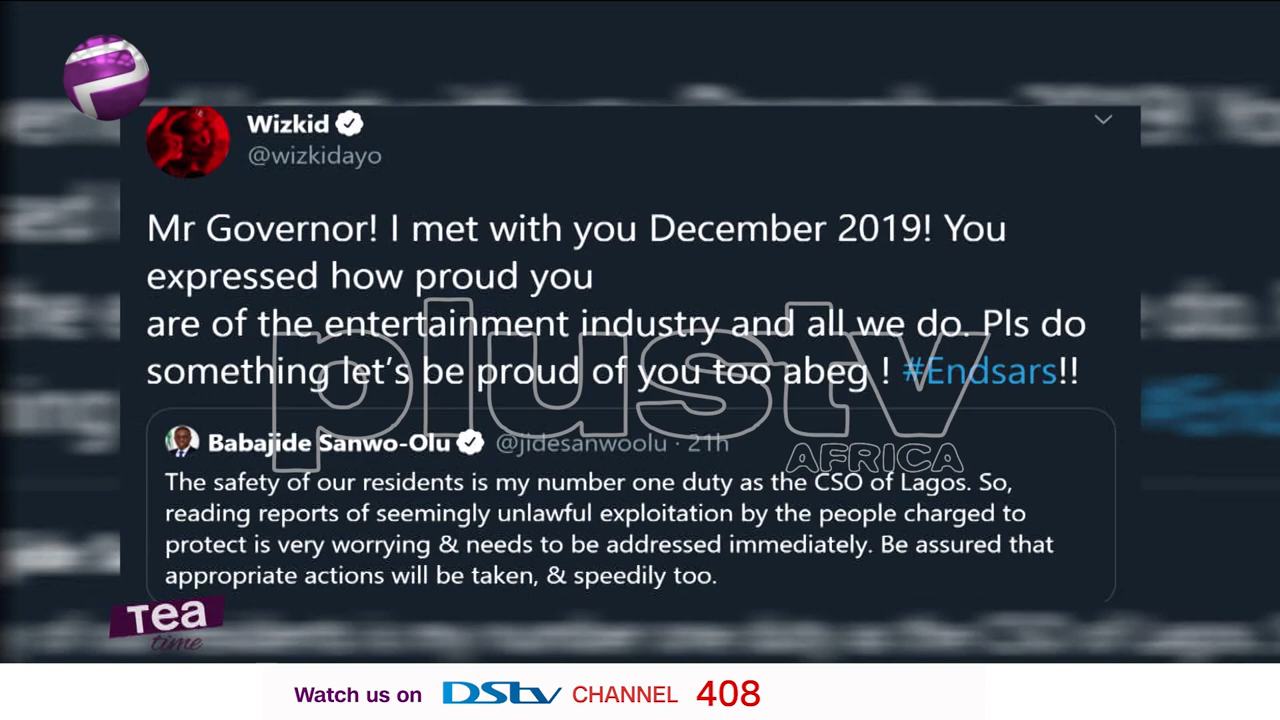 Wizkid
@wizkidayo
Mr Governor! I met with you December 2019! You
expressed how proud you
are of the entertainment industry and all we do. Pls do
something let's be proud of you too abeg ! #Endsars!!
plustv
AFRICA
Babajide Sanwo-Olu @jidesanwoolu · 21h
The safety of our residents is my number one duty as the CSO of Lagos. So,
reading reports of seemingly unlawful exploitation by the people charged to
protect is very worrying & needs to be addressed immediately. Be assured that
appropriate actions will be taken, & speedily too.
Tea
time
Watch us on DStv CHANNEL 408